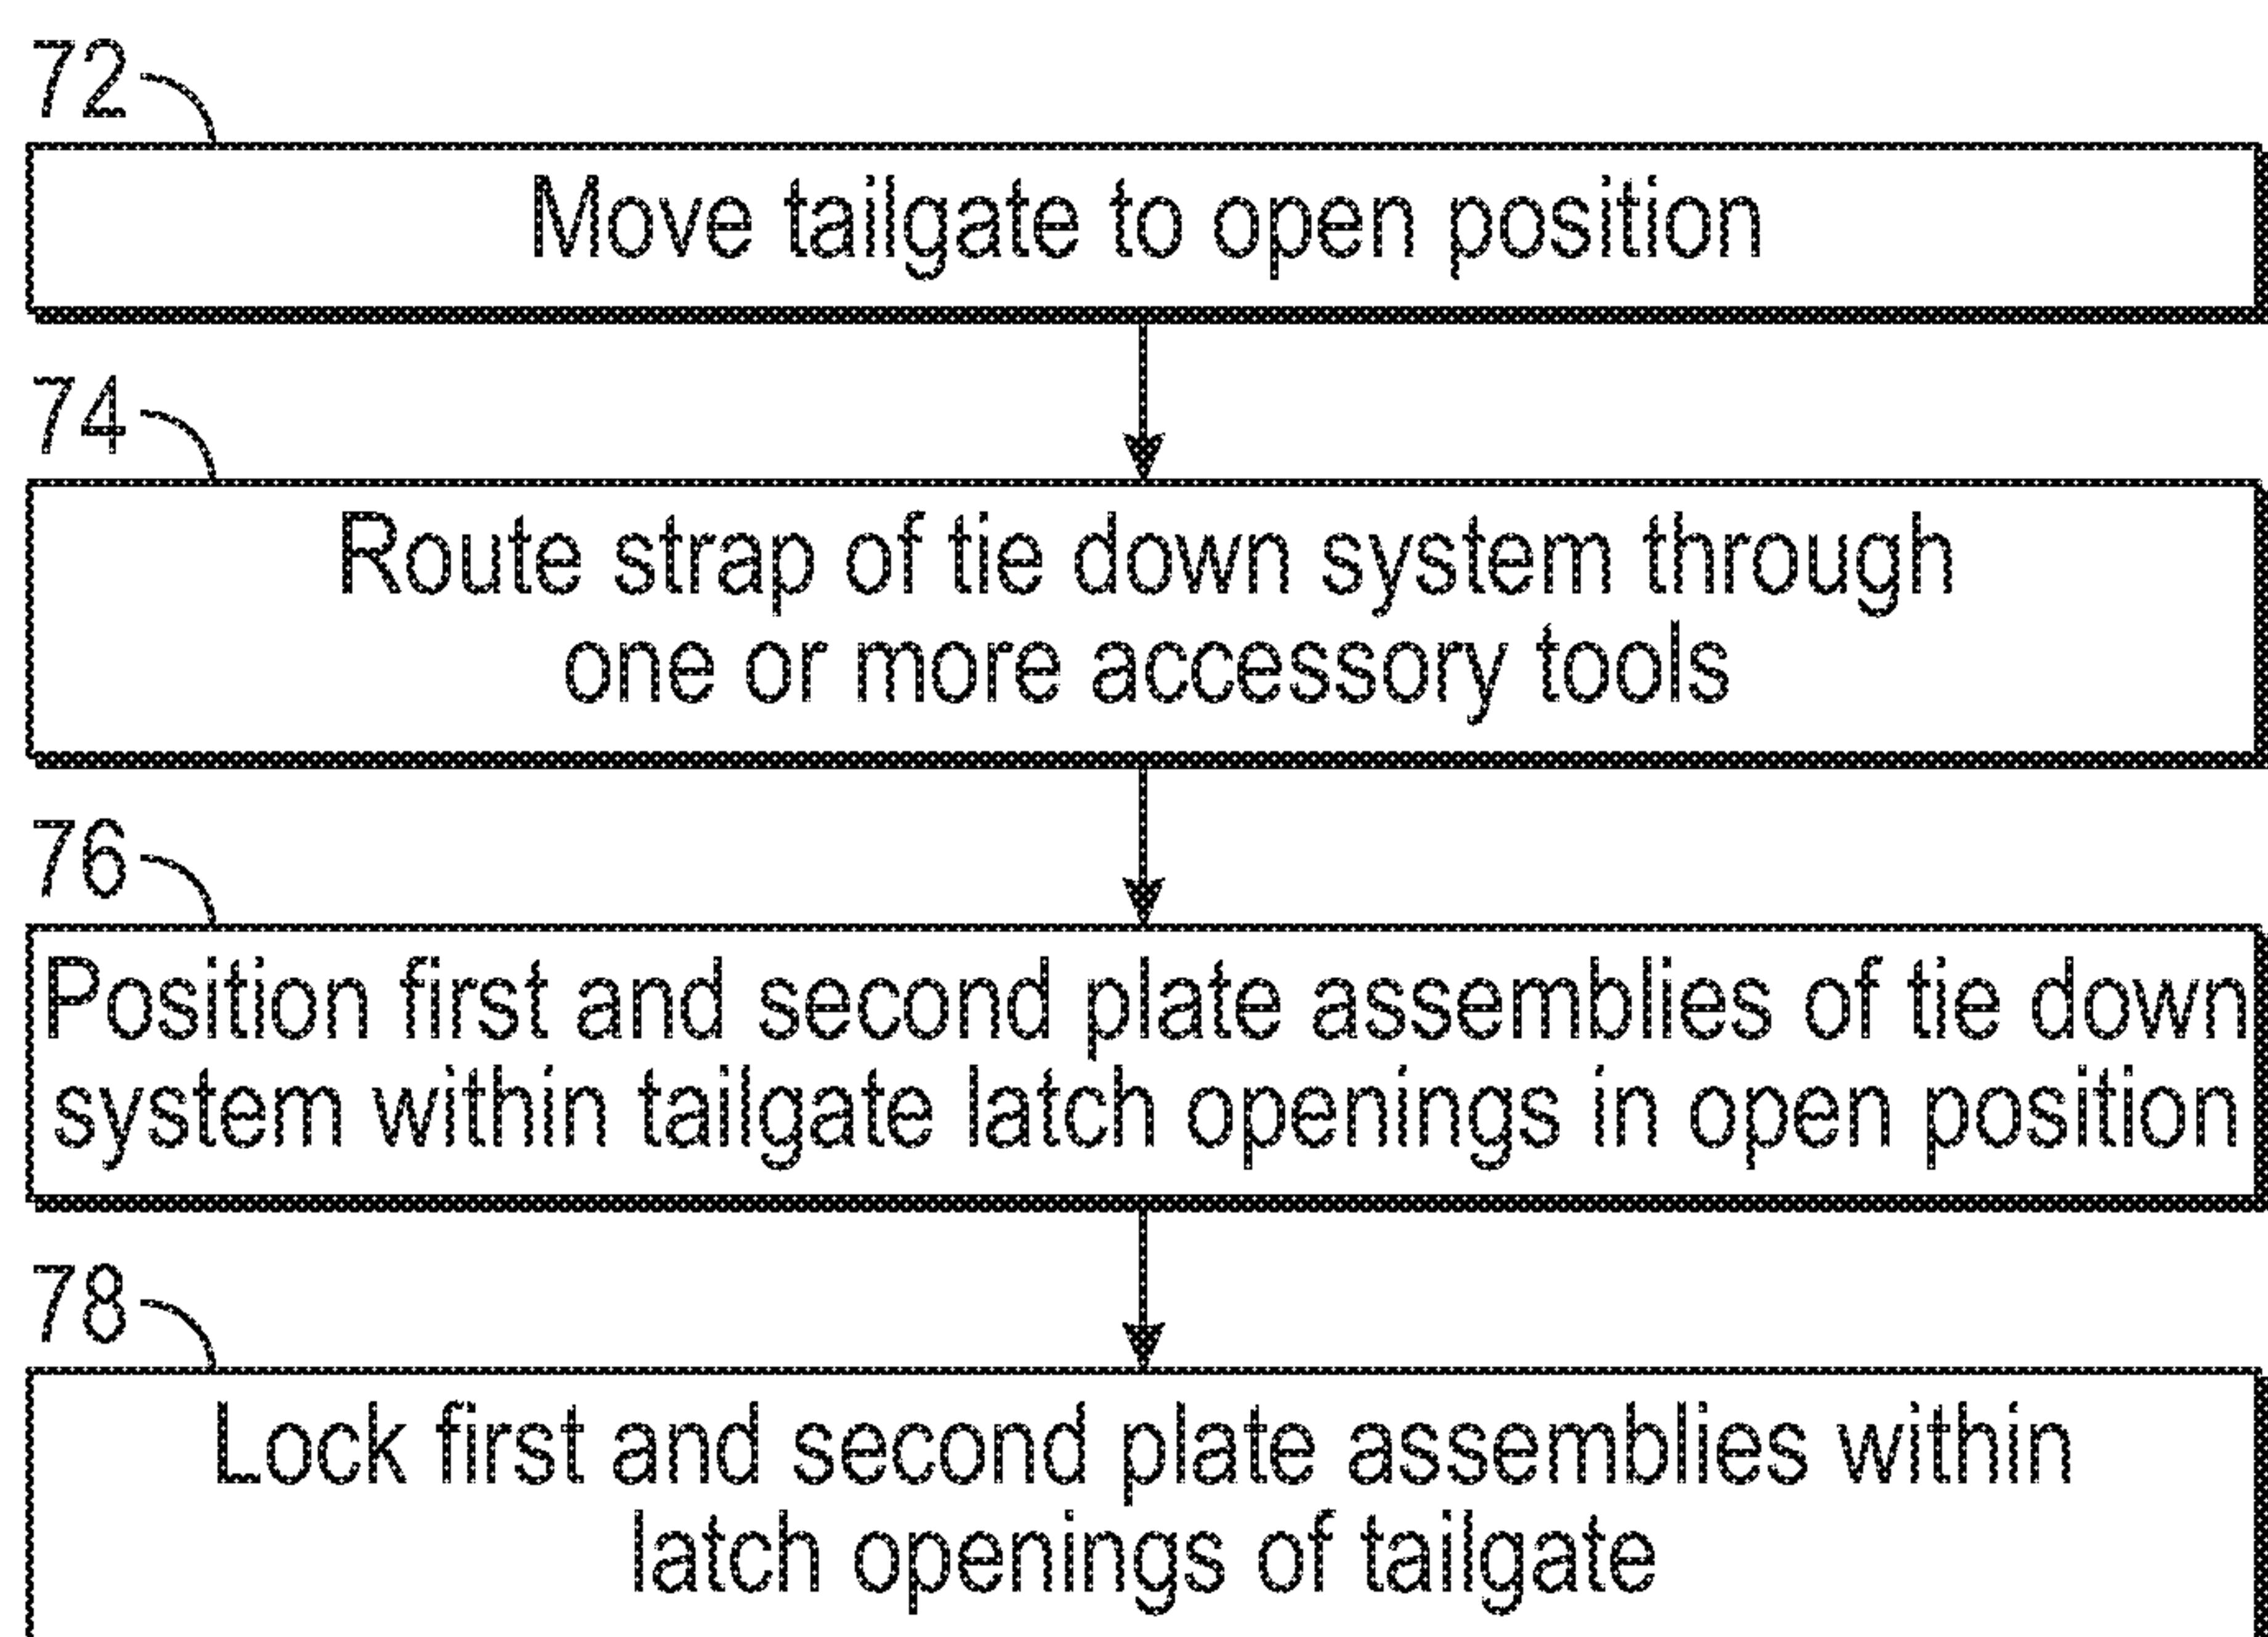 72
Move tailgate to open position
74
Route strap of tie down system through
one or more accessory tools
76
Position first and second plate assemblies of tie down
system within tailgate latch openings in open position
78
Lock first and second plate assemblies within
latch openings of tailgate